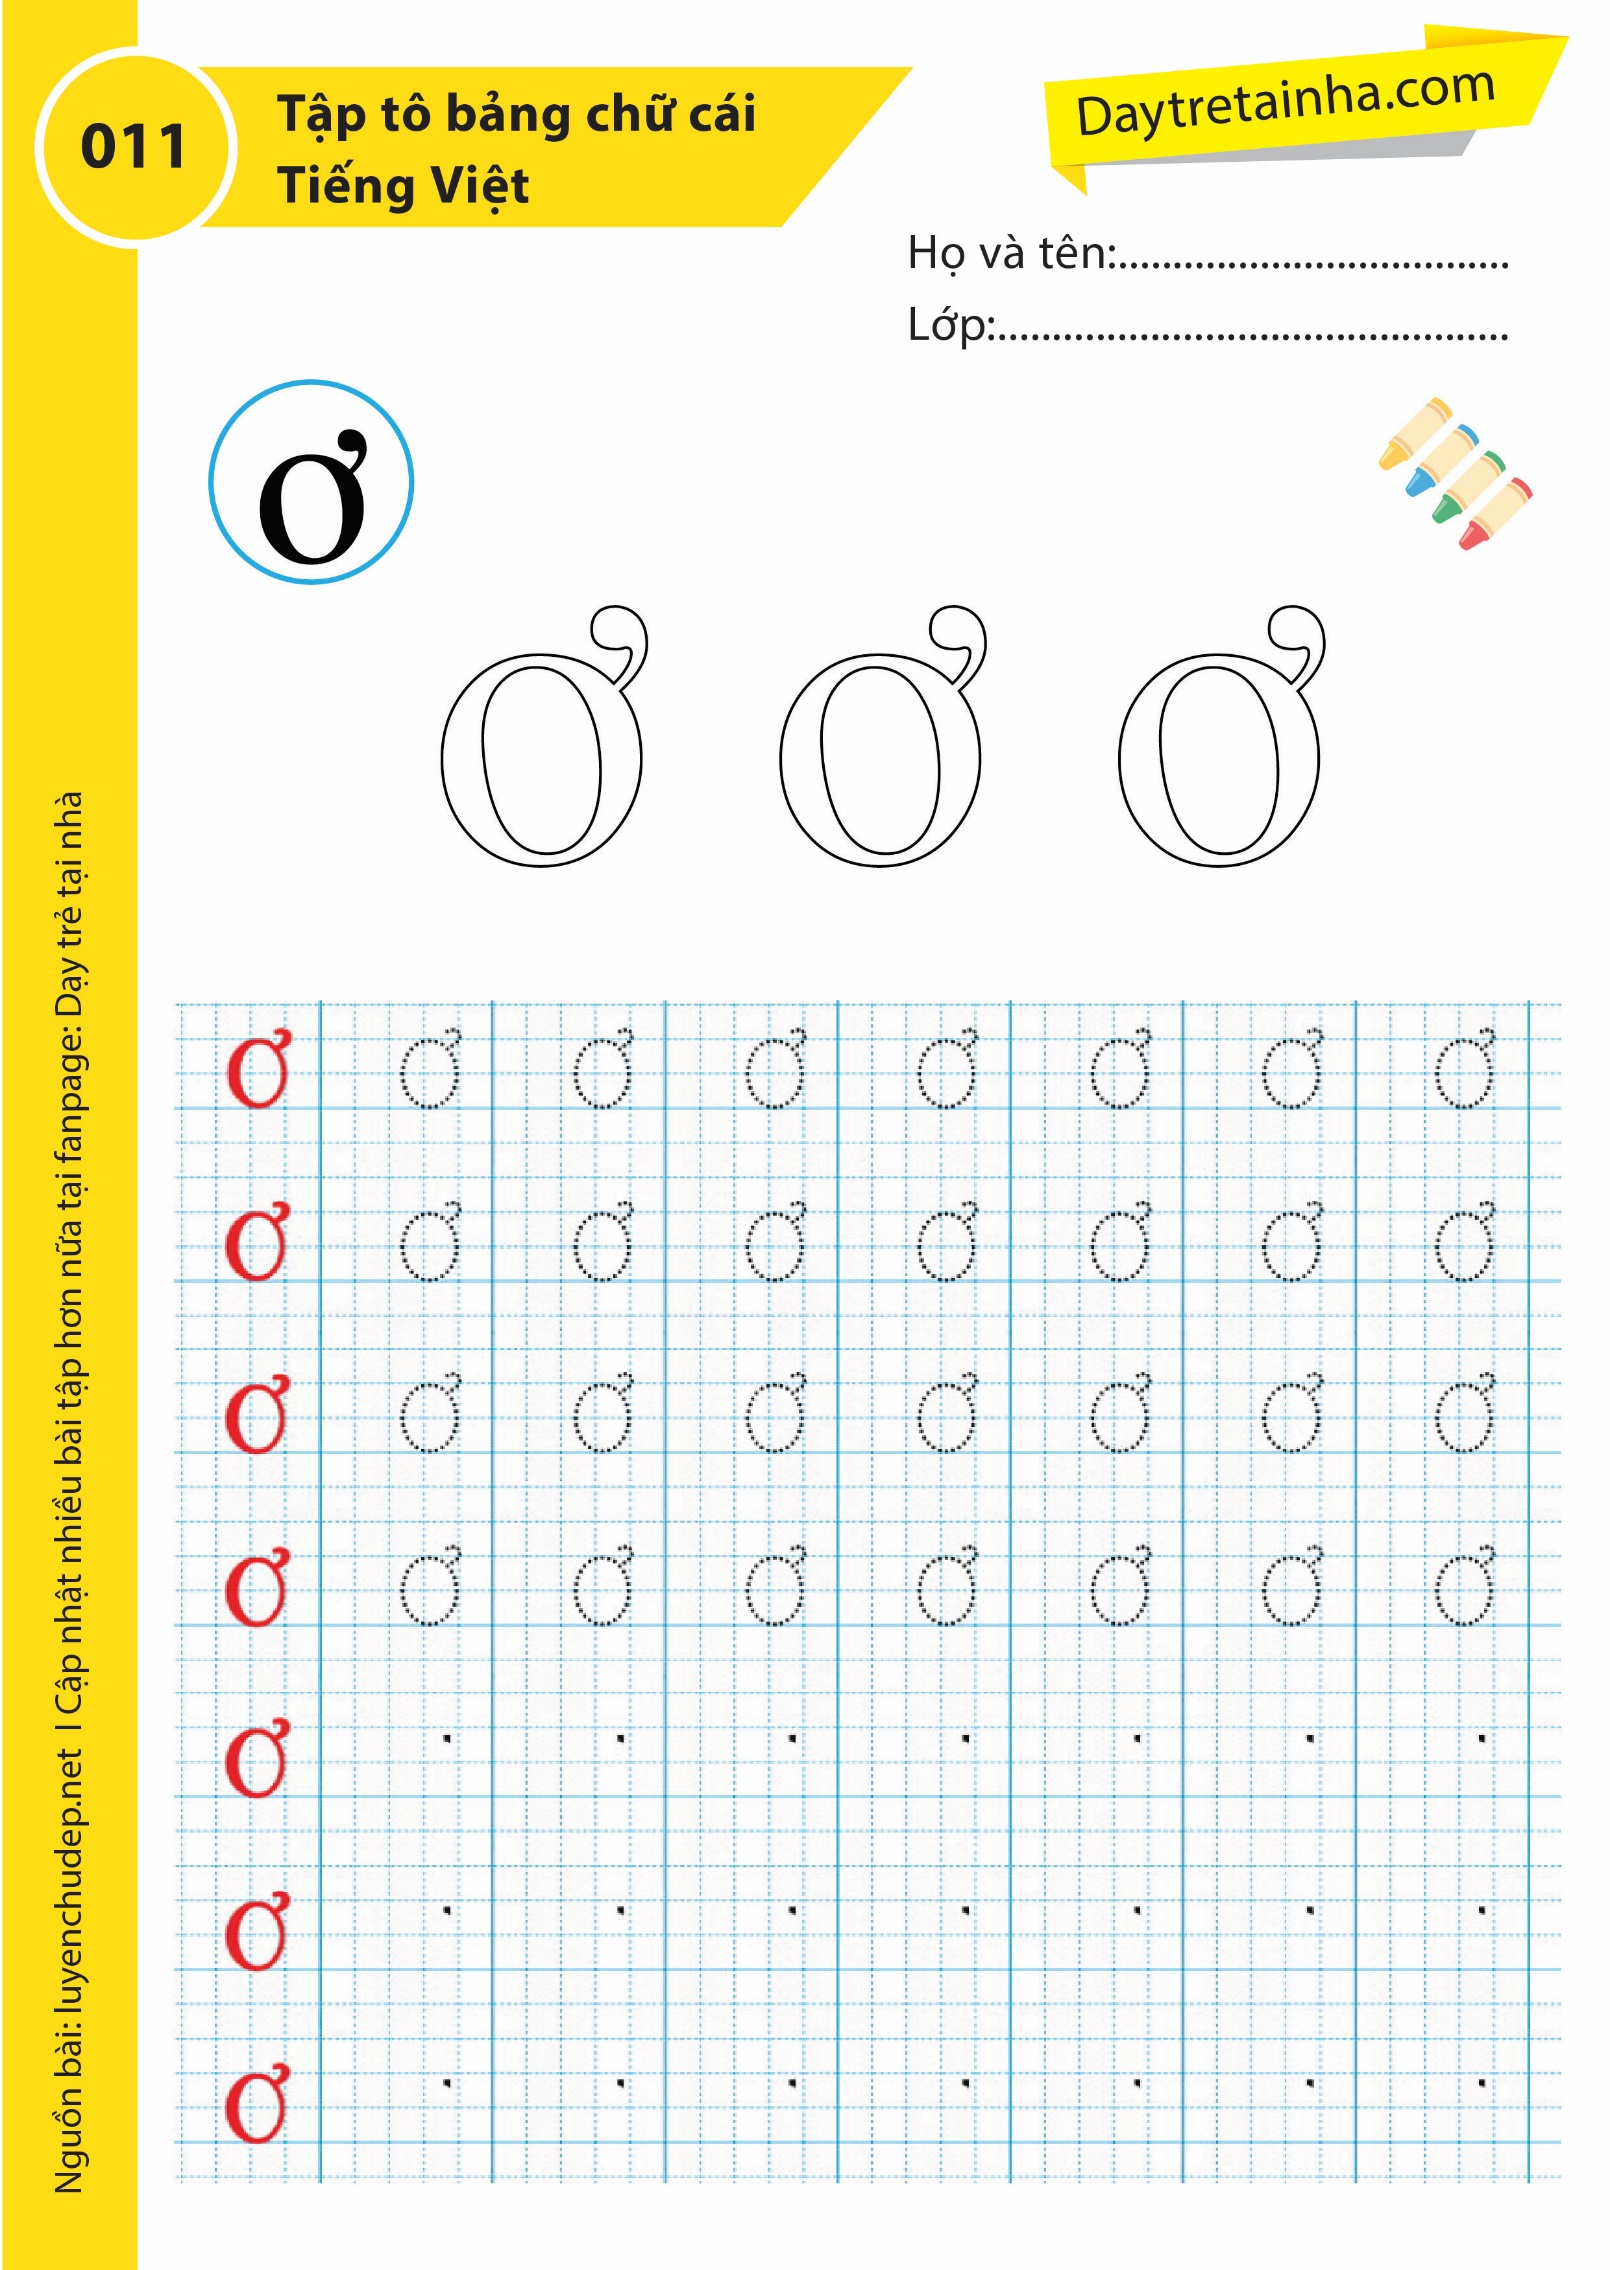 011
Tập tô bảng chữ cái
Tiếng Việt
Daytretainha.com
Họ và tên:...................................
Lớp:..............................................
ơ
ơ ơ ơ
ơ ơ ơ ơ ơ ơ ơ ơ
ơ ơ ơ ơ ơ ơ ơ ơ
ơ ơ ơ ơ ơ ơ ơ ơ
ơ ơ ơ ơ ơ ơ ơ ơ
ơ
ơ
ơ
Nguồn bài: luyenchudep.net I Cập nhật nhiều bài tập hơn nữa tại fanpage: Dạy trẻ tại nhà